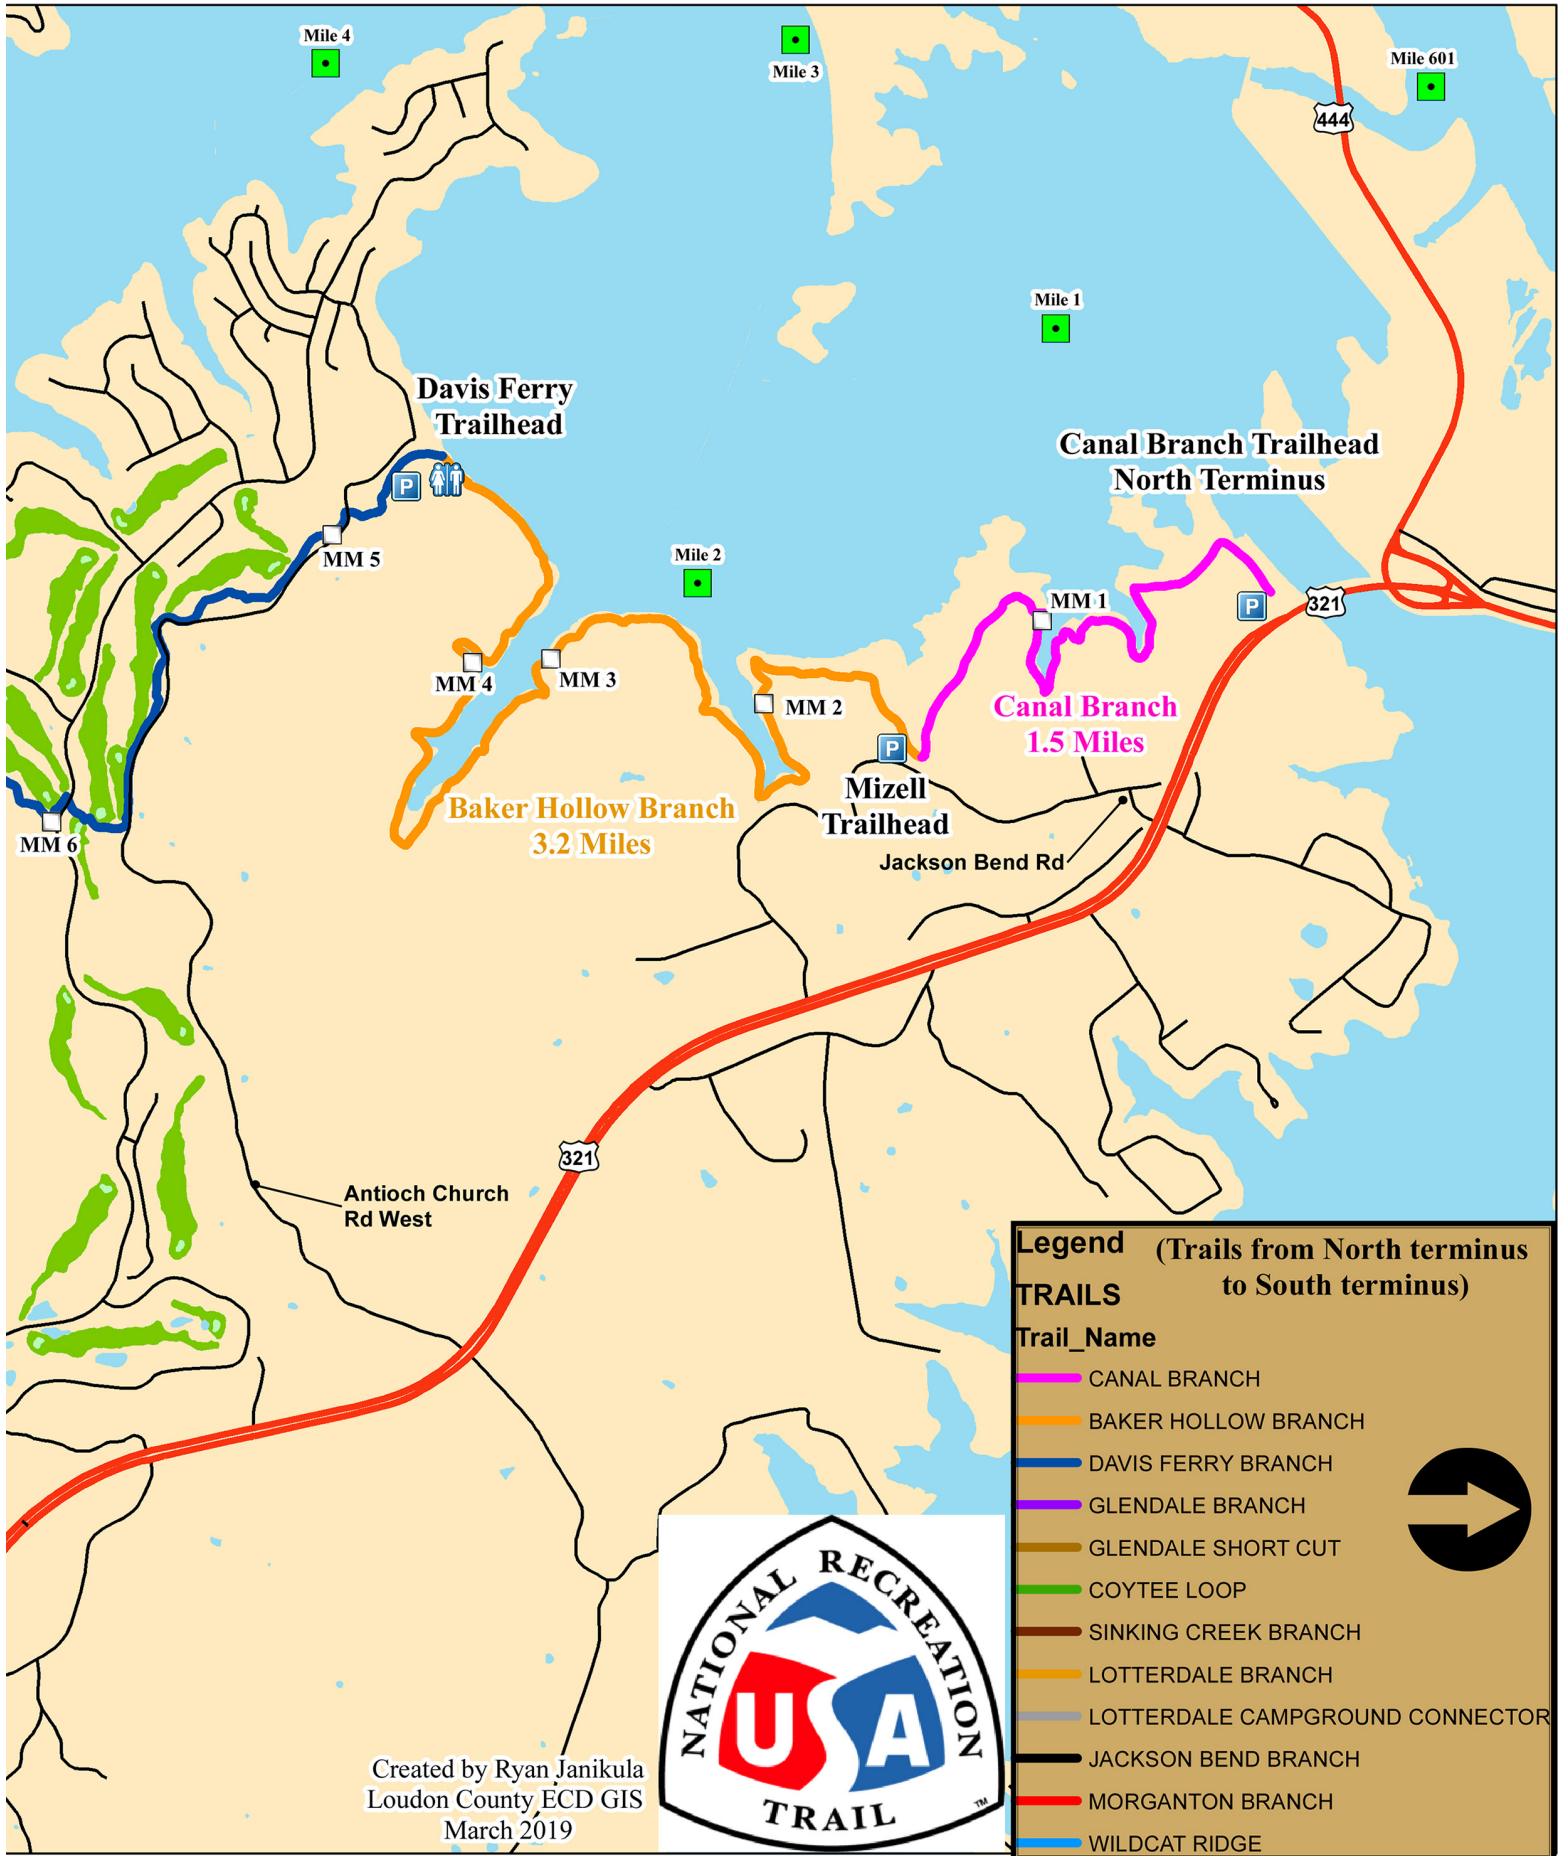 Mile 4
Mile 3
Mile 601
444
Mile 1
Davis Ferry
Trailhead
Canal Branch Trailhead
North Terminus
P
MM 5
Mile 2
MM 1
P
321
MM 4
MM 3
MM 2
Canal Branch
1.5 Miles
P
Mizell
Trailhead
Baker Hollow Branch
3.2 Miles
MM 6
Jackson Bend Rd
321
Antioch Church
Rd West
Legend
(Trails from North terminus
to South terminus)
TRAILS
Trail_Name
CANAL BRANCH
BAKER HOLLOW BRANCH
DAVIS FERRY BRANCH
GLENDALE BRANCH
GLENDALE SHORT CUT
COYTEE LOOP
SINKING CREEK BRANCH
LOTTERDALE BRANCH
LOTTERDALE CAMPGROUND CONNECTOR
JACKSON BEND BRANCH
MORGANTON BRANCH
WILDCAT RIDGE
NATIONAL RECREATION
USA
TRAIL
TM
Created by Ryan Janikula
Loudon County ECD GIS
March 2019